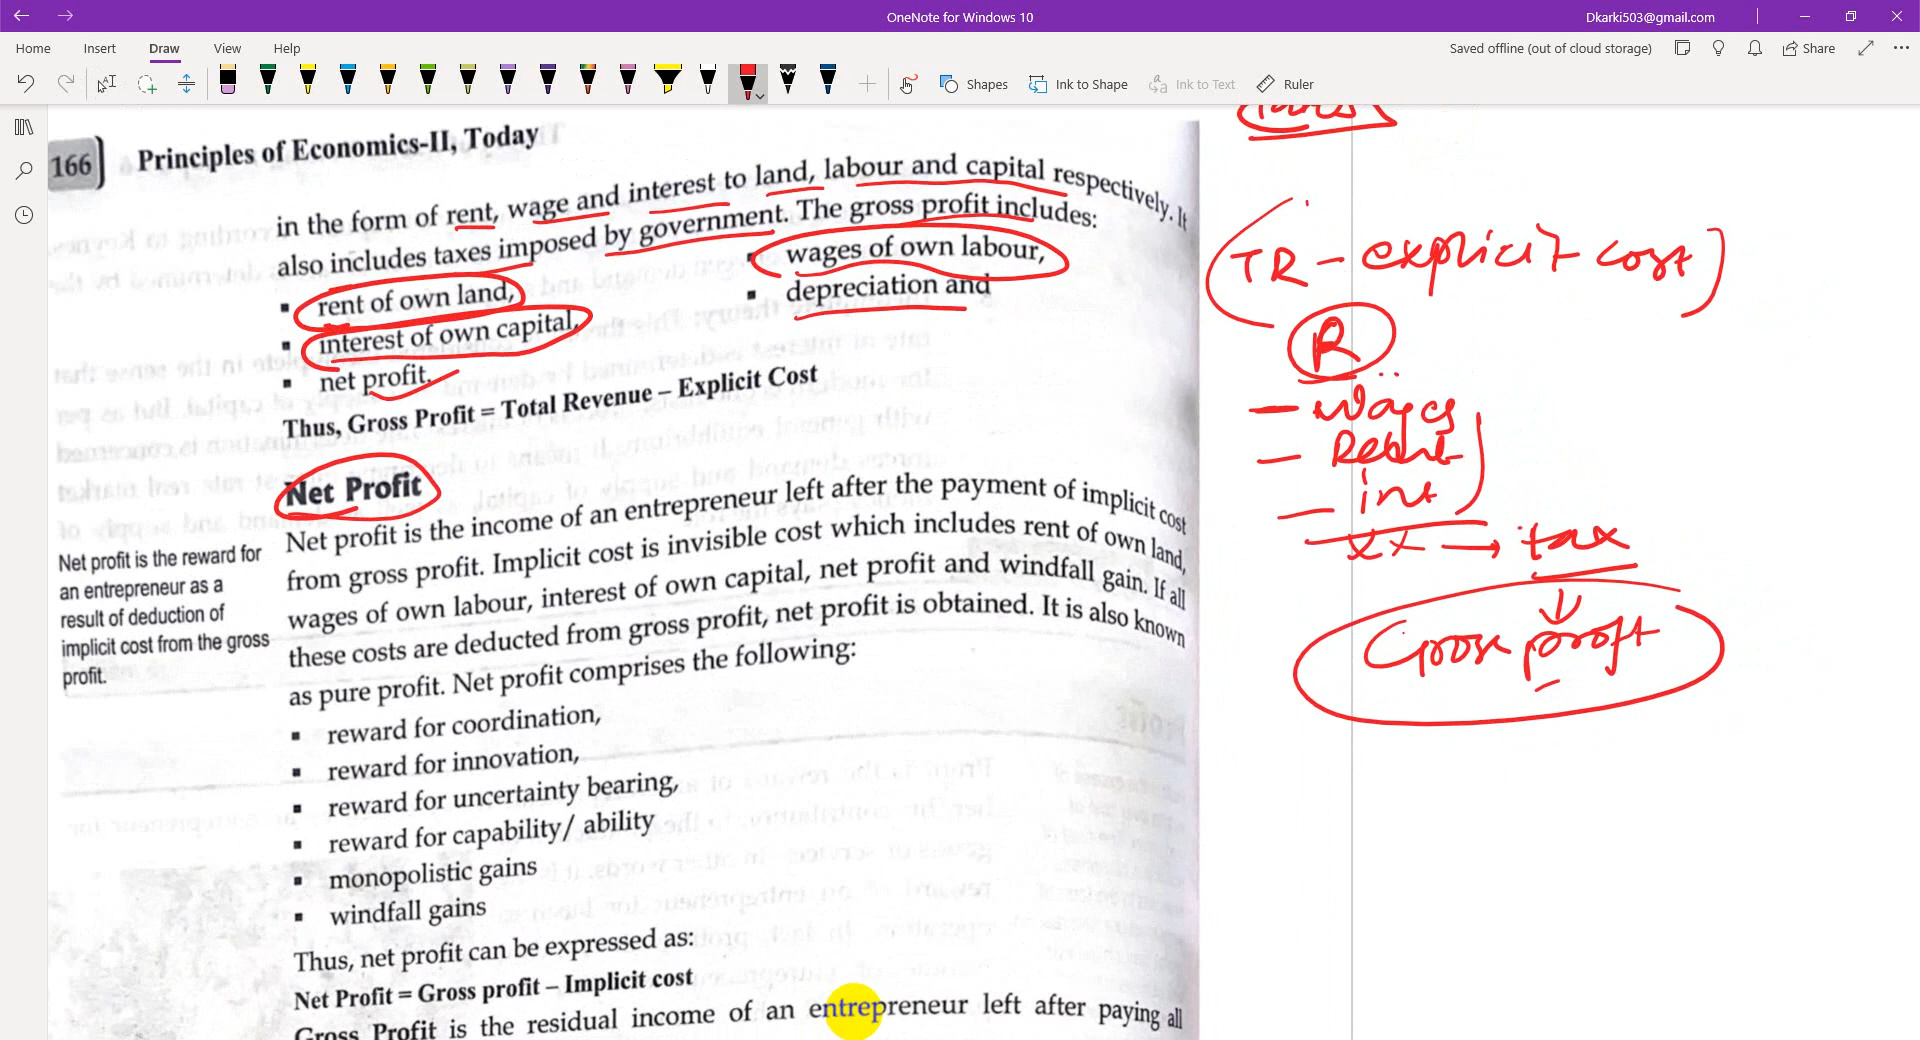 OneNote for Windows 10
Dkarki503@gmail.com
Home Insert Draw View Help
Saved offline (out of cloud storage)
Share
Shapes
Ink to Shape
Ink to Text
Ruler
166
Principles of Economics-II, Today
in the form of rent, wage and interest to land, labour and capital respectively. It
also includes taxes imposed by government. The gross profit includes:
▪ rent of own land,
▪ wages of own labour,
▪ interest of own capital,
▪ depreciation and
▪ net profit.
Thus, Gross Profit = Total Revenue – Explicit Cost
Net Profit
Net profit is the income of an entrepreneur left after the payment of implicit cost
from gross profit. Implicit cost is invisible cost which includes rent of own land,
wages of own labour, interest of own capital, net profit and windfall gain. If all
these costs are deducted from gross profit, net profit is obtained. It is also known
as pure profit. Net profit comprises the following:
▪ reward for coordination,
▪ reward for innovation,
▪ reward for uncertainty bearing,
▪ reward for capability/ ability
▪ monopolistic gains
▪ windfall gains
Thus, net profit can be expressed as:
Net Profit = Gross profit – Implicit cost
Gross Profit is the residual income of an entrepreneur left after paying all
Net profit is the reward for
an entrepreneur as a
result of deduction of
implicit cost from the gross
profit.
TR – explicit cost
R
– wages
–
– int
xx → tax
Gross profit